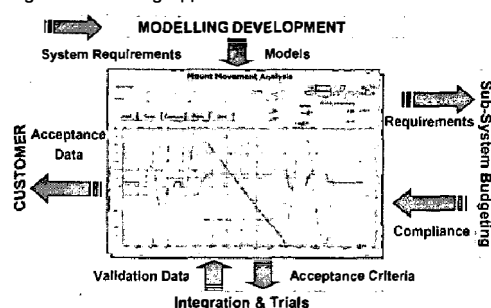 MODELLING DEVELOPMENT
System Requirements
Models
Mount Movement Analysis
Requirements
Sub-System Budgeting
CUSTOMER
Acceptance
Data
Compliance
Validation Data
Acceptance Criteria
Integration & Trials